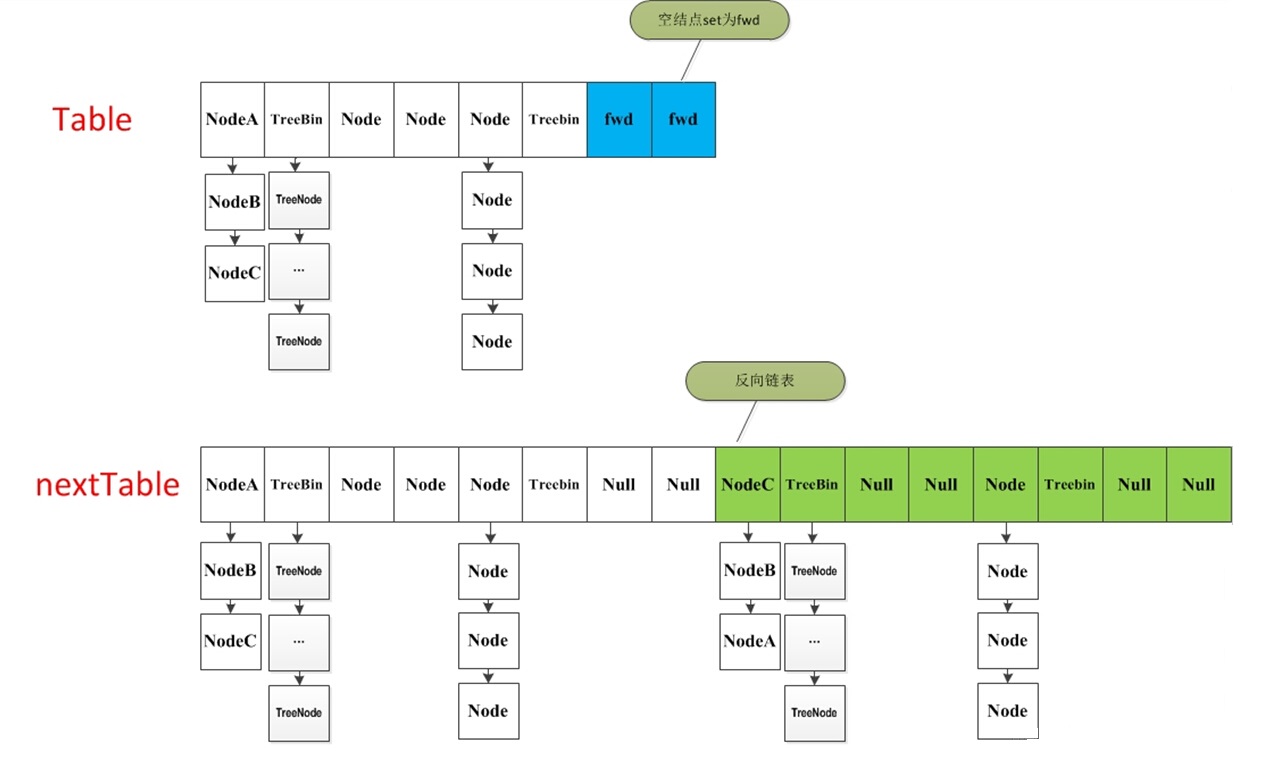 空结点set为fwd
Table
NodeA TreeBin Node Node Node Treebin fwd fwd
NodeB TreeNode Node
NodeC ... Node
TreeNode Node
反向链表
nextTable
NodeA TreeBin Node Node Node Treebin Null Null NodeC TreeBin Null Null Node Treebin Null Null
NodeB TreeNode Node NodeB TreeNode Node
NodeC ... Node NodeA ... Node
TreeNode Node TreeNode Node